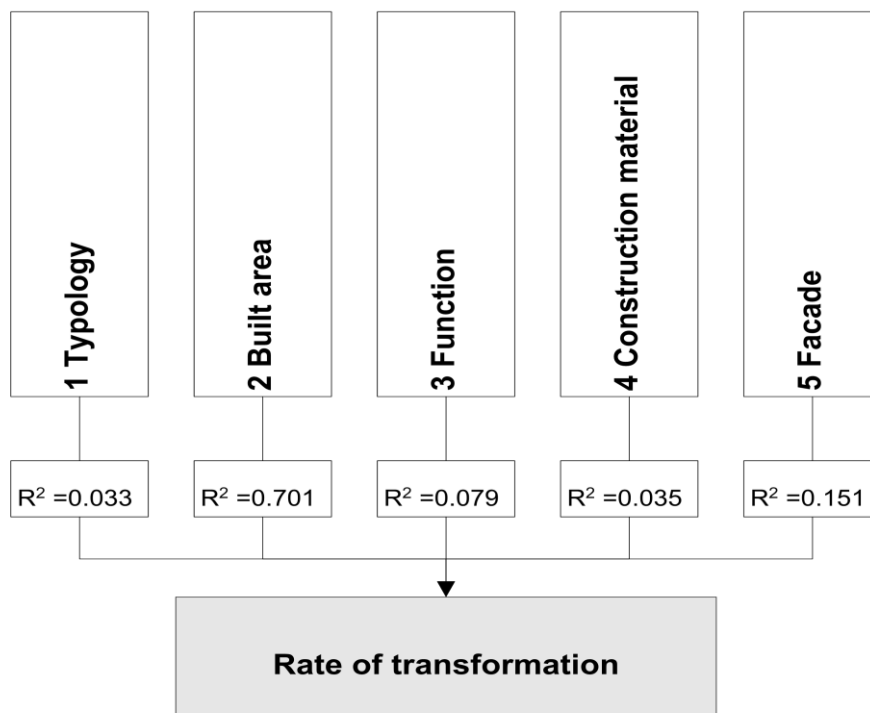 1 Typology
2 Built area
3 Function
4 Construction material
5 Facade
R² =0.033
R² =0.701
R² =0.079
R² =0.035
R² =0.151
Rate of transformation